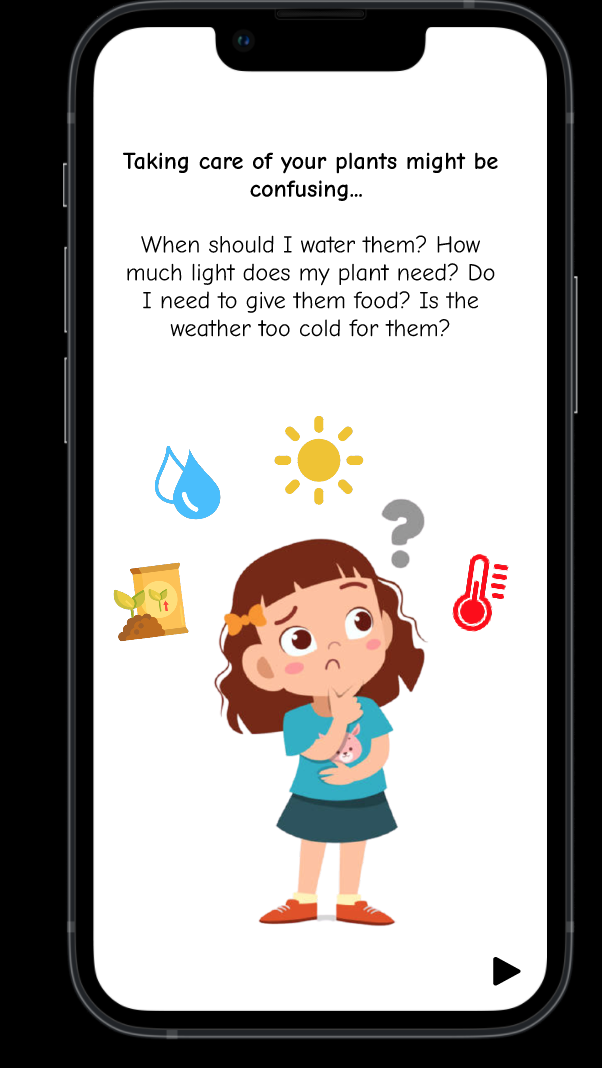 Taking care of your plants might be
confusing...
When should I water them? How
much light does my plant need? Do
I need to give them food? Is the
weather too cold for them?
?